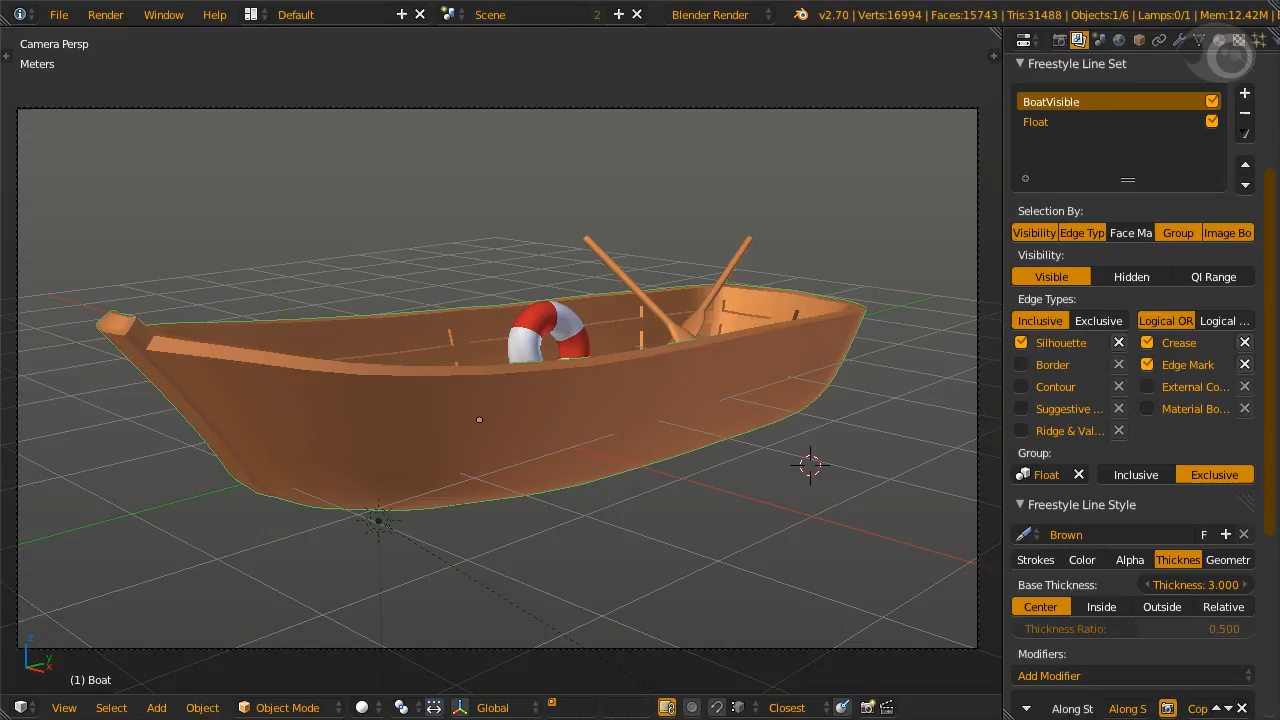 File Render Window Help Default Scene 2 Blender Render v2.70 | Verts:16994 | Faces:15743 | Tris:31488 | Objects:1/6 | Lamps:0/1 | Mem:12.42M |
Camera Persp
Meters
(1) Boat
View Select Add Object Object Mode Global Closest
Freestyle Line Set
BoatVisible
Float
Selection By:
Visibility Edge Typ Face Ma Group Image Bo
Visibility:
Visible Hidden QI Range
Edge Types:
Inclusive Exclusive Logical OR Logical ...
Silhouette Crease
Border Edge Mark
Contour External Co...
Suggestive ... Material Bo...
Ridge & Val...
Group:
Float Inclusive Exclusive
Freestyle Line Style
Brown F
Strokes Color Alpha Thicknes Geometr
Base Thickness: Thickness: 3.000
Center Inside Outside Relative
Thickness Ratio: 0.500
Modifiers:
Add Modifier
Along St Along S Cop
z
y
x